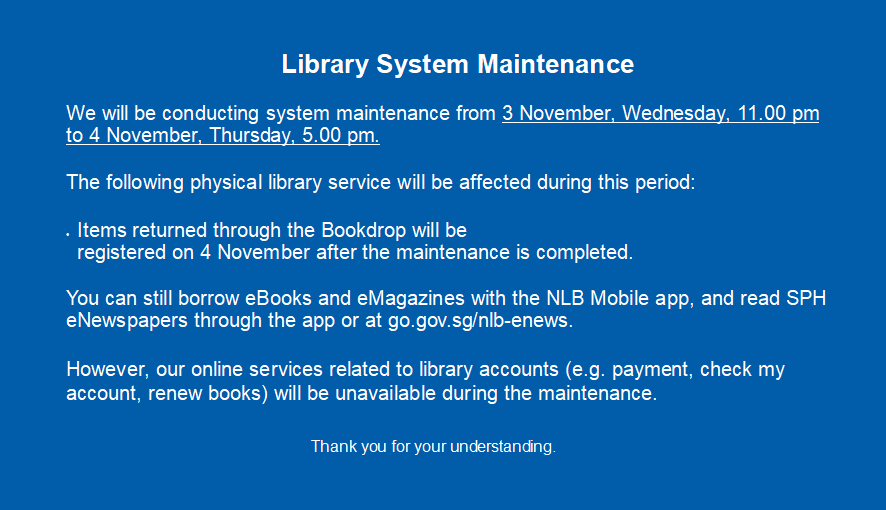 Library System Maintenance
We will be conducting system maintenance from 3 November, Wednesday, 11.00 pm
to 4 November, Thursday, 5.00 pm.
The following physical library service will be affected during this period:
• Items returned through the Bookdrop will be
registered on 4 November after the maintenance is completed.
You can still borrow eBooks and eMagazines with the NLB Mobile app, and read SPH
eNewspapers through the app or at go.gov.sg/nlb-enews.
However, our online services related to library accounts (e.g. payment, check my
account, renew books) will be unavailable during the maintenance.
Thank you for your understanding.